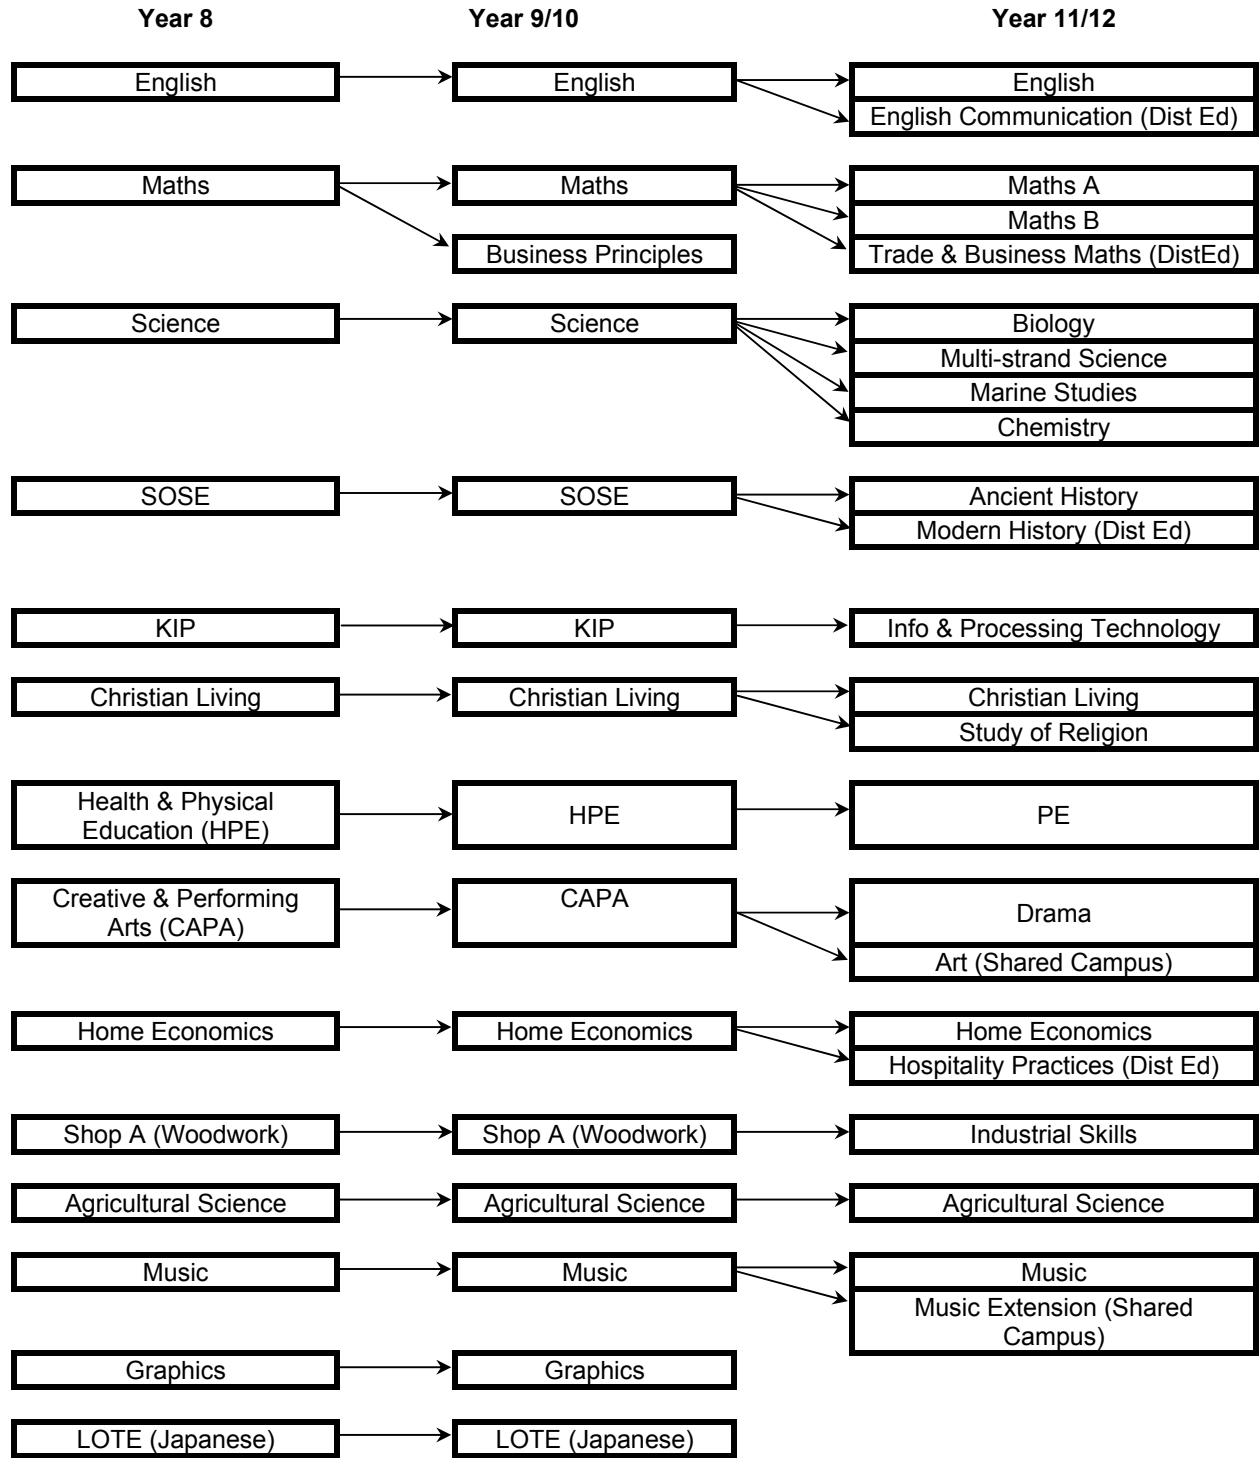 Year 8
Year 9/10
Year 11/12
English
English
English
English Communication (Dist Ed)
Maths
Maths
Maths A
Maths B
Business Principles
Trade & Business Maths (DistEd)
Science
Science
Biology
Multi-strand Science
Marine Studies
Chemistry
SOSE
SOSE
Ancient History
Modern History (Dist Ed)
KIP
KIP
Info & Processing Technology
Christian Living
Christian Living
Christian Living
Study of Religion
Health & Physical
Education (HPE)
HPE
PE
Creative & Performing
Arts (CAPA)
CAPA
Drama
Art (Shared Campus)
Home Economics
Home Economics
Home Economics
Hospitality Practices (Dist Ed)
Shop A (Woodwork)
Shop A (Woodwork)
Industrial Skills
Agricultural Science
Agricultural Science
Agricultural Science
Music
Music
Music
Music Extension (Shared
Campus)
Graphics
Graphics
LOTE (Japanese)
LOTE (Japanese)